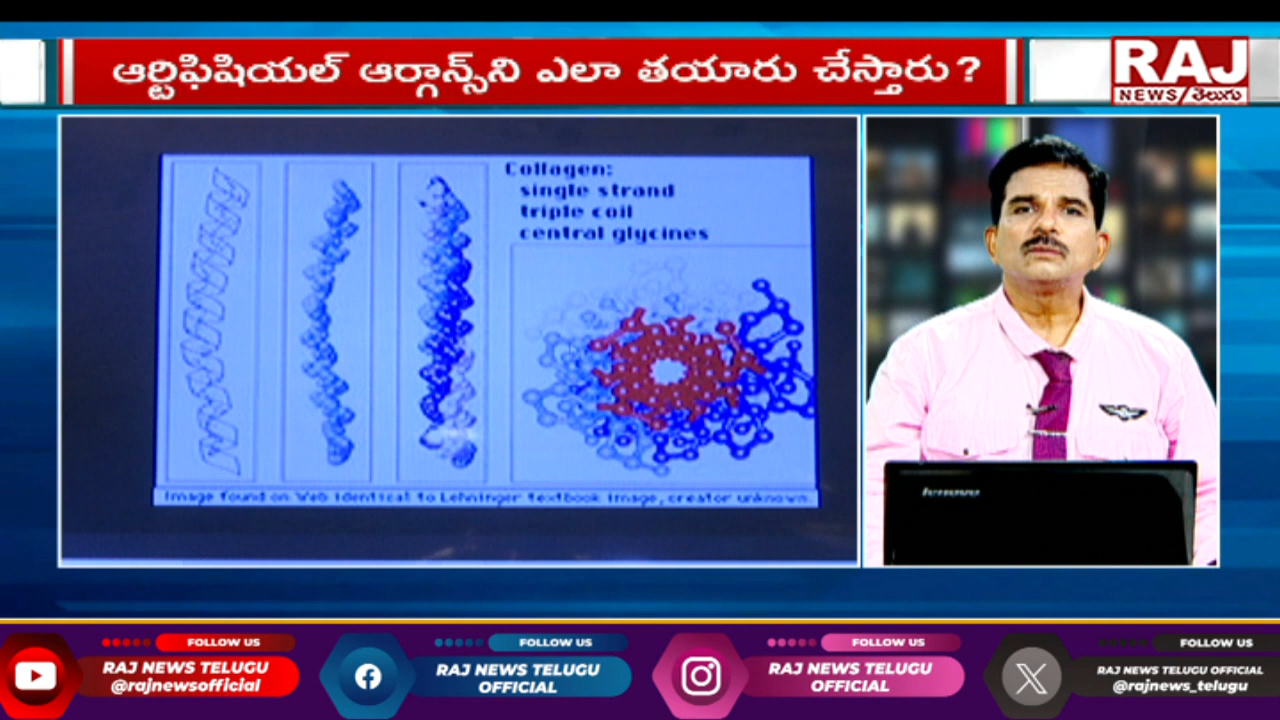 ఆర్టిఫిషియల్ ఆర్గాన్స్‌ని ఎలా తయారు చేస్తారు?
RAJ
NEWS తెలుగు
Collagen:
single strand
triple coil
central glycines
Image found on Web identical to Lehninger textbook image, creator unknown.
lenovo
FOLLOW US
RAJ NEWS TELUGU
@rajnewsofficial
FOLLOW US
RAJ NEWS TELUGU
OFFICIAL
FOLLOW US
RAJ NEWS TELUGU
OFFICIAL
FOLLOW US
RAJ NEWS TELUGU OFFICIAL
@rajnews_telugu